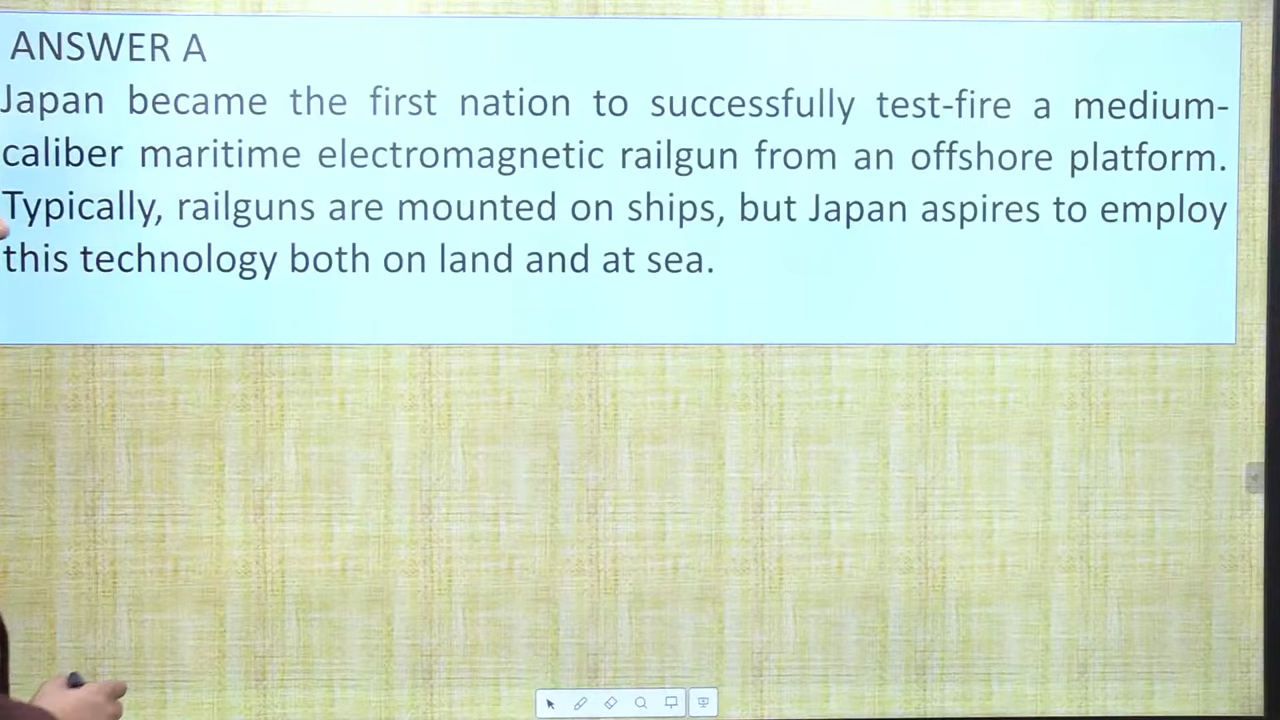 ANSWER A
Japan became the first nation to successfully test-fire a medium-
caliber maritime electromagnetic railgun from an offshore platform.
Typically, railguns are mounted on ships, but Japan aspires to employ
this technology both on land and at sea.